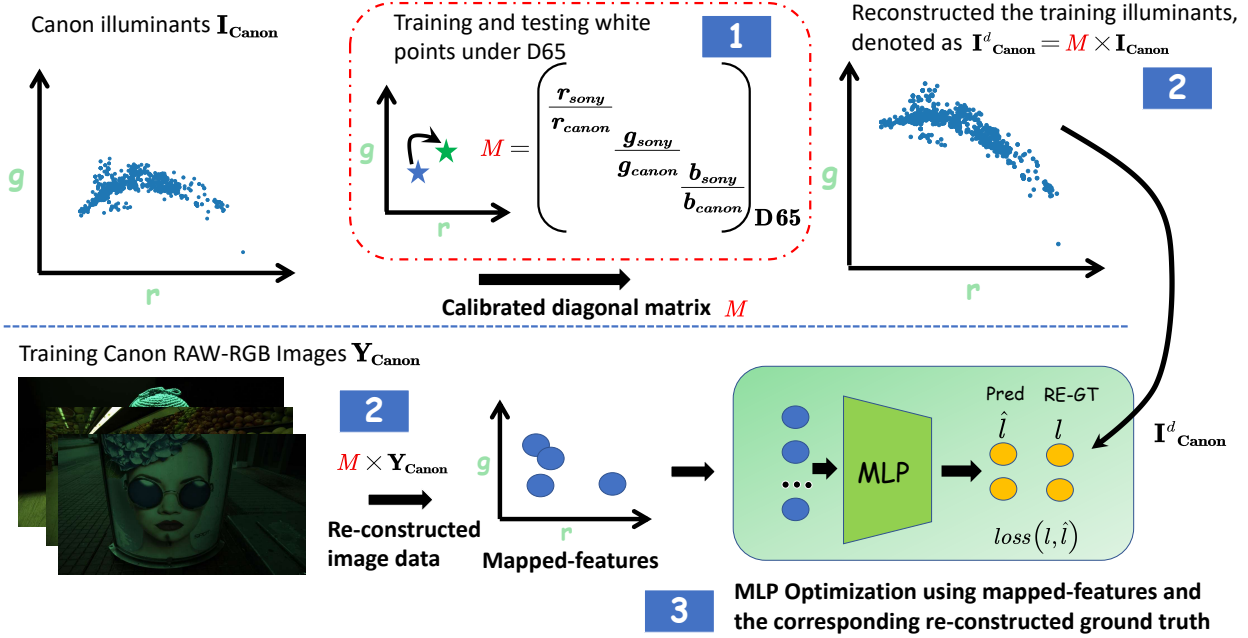 Canon illuminants I_Canon
g
r
Training and testing white
points under D65
1
g
r
M = ( r_sony / r_canon  g_sony / g_canon  b_sony / b_canon )_D65
Calibrated diagonal matrix M
Reconstructed the training illuminants,
denoted as I^d_Canon = M × I_Canon
2
g
r
Training Canon RAW-RGB Images Y_Canon
2
M × Y_Canon
Re-constructed
image data
g
r
Mapped-features
MLP
Pred RE-GT
l̂ l
loss(l, l̂)
I^d_Canon
3
MLP Optimization using mapped-features and
the corresponding re-constructed ground truth